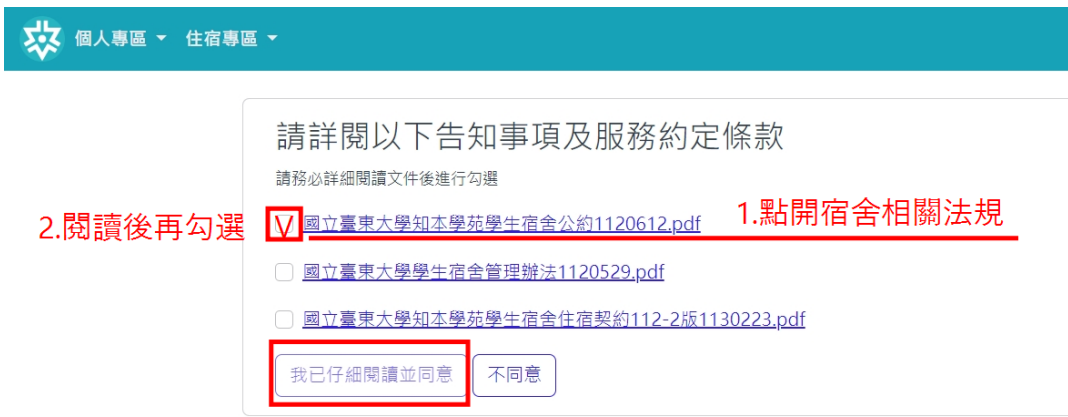 個人專區 住宿專區
請詳閱以下告知事項及服務約定條款
請務必詳細閱讀文件後進行勾選
2.閱讀後再勾選 V 國立臺東大學知本學苑學生宿舍公約1120612.pdf 1.點開宿舍相關法規
國立臺東大學學生宿舍管理辦法1120529.pdf
國立臺東大學知本學苑學生宿舍住宿契約112-2版1130223.pdf
我已仔細閱讀並同意 不同意